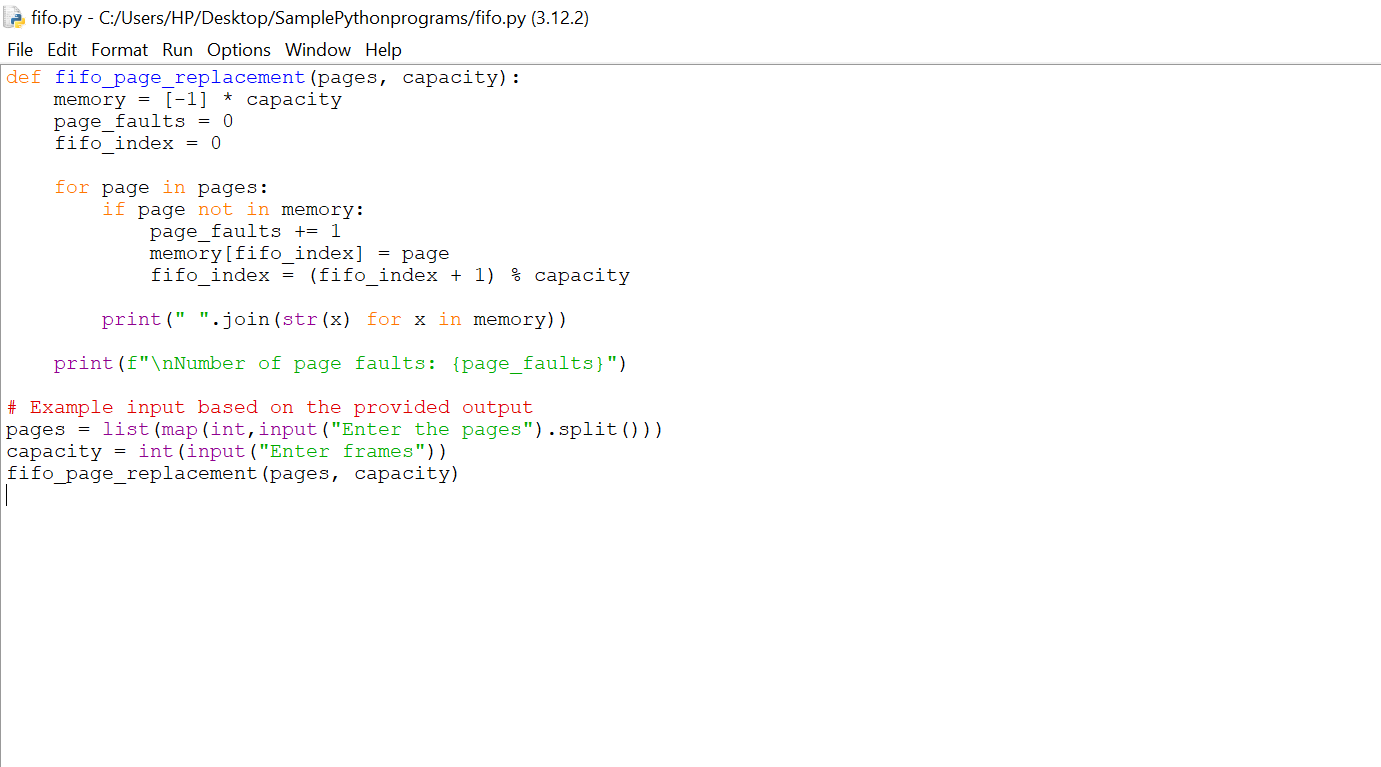 fifo.py - C:/Users/HP/Desktop/SamplePythonprograms/fifo.py (3.12.2)
File Edit Format Run Options Window Help
def fifo_page_replacement(pages, capacity):
    memory = [-1] * capacity
    page_faults = 0
    fifo_index = 0

    for page in pages:
        if page not in memory:
            page_faults += 1
            memory[fifo_index] = page
            fifo_index = (fifo_index + 1) % capacity

        print(" ".join(str(x) for x in memory))

    print(f"\nNumber of page faults: {page_faults}")

# Example input based on the provided output
pages = list(map(int,input("Enter the pages").split()))
capacity = int(input("Enter frames"))
fifo_page_replacement(pages, capacity)